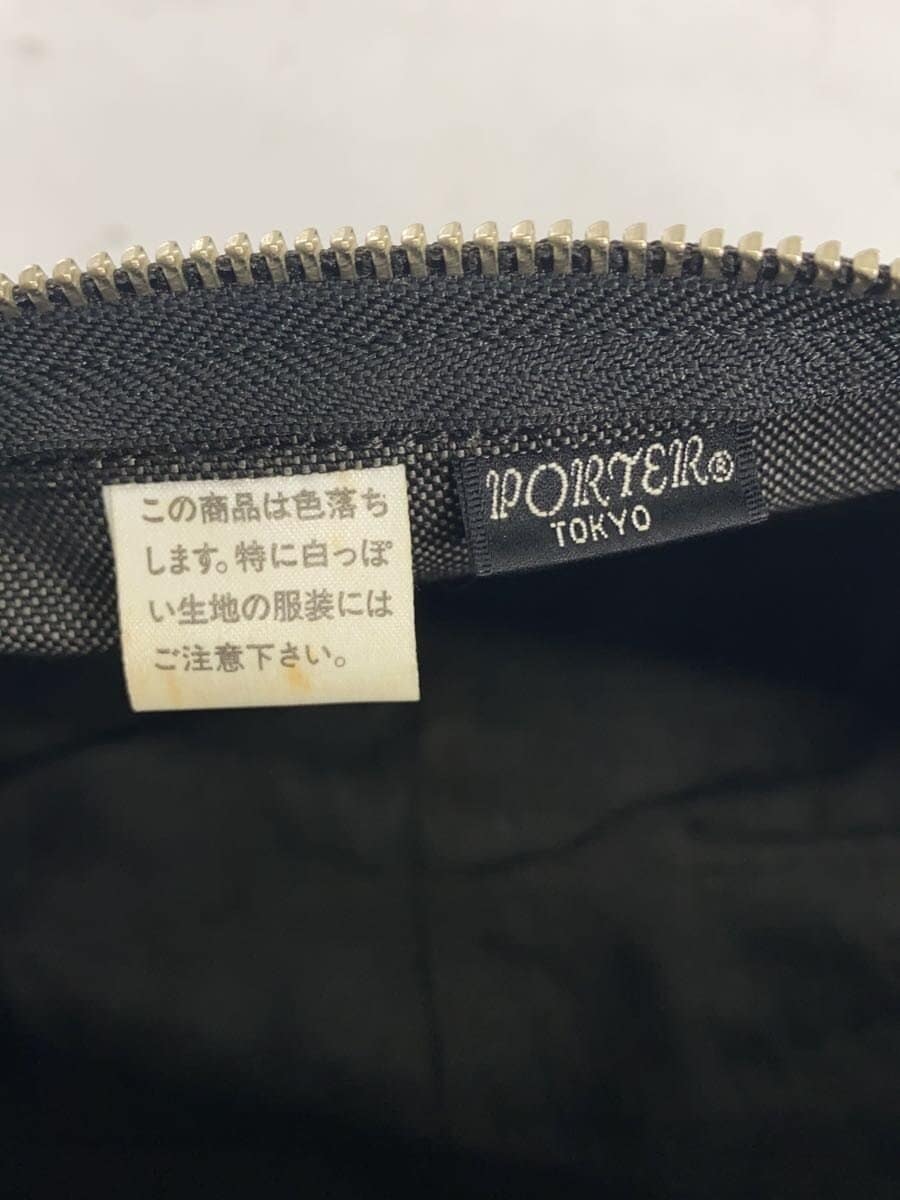 この商品は色落ち
します。特に白っぽ
い生地の服装には
ご注意下さい。
PORTER®
TOKYO